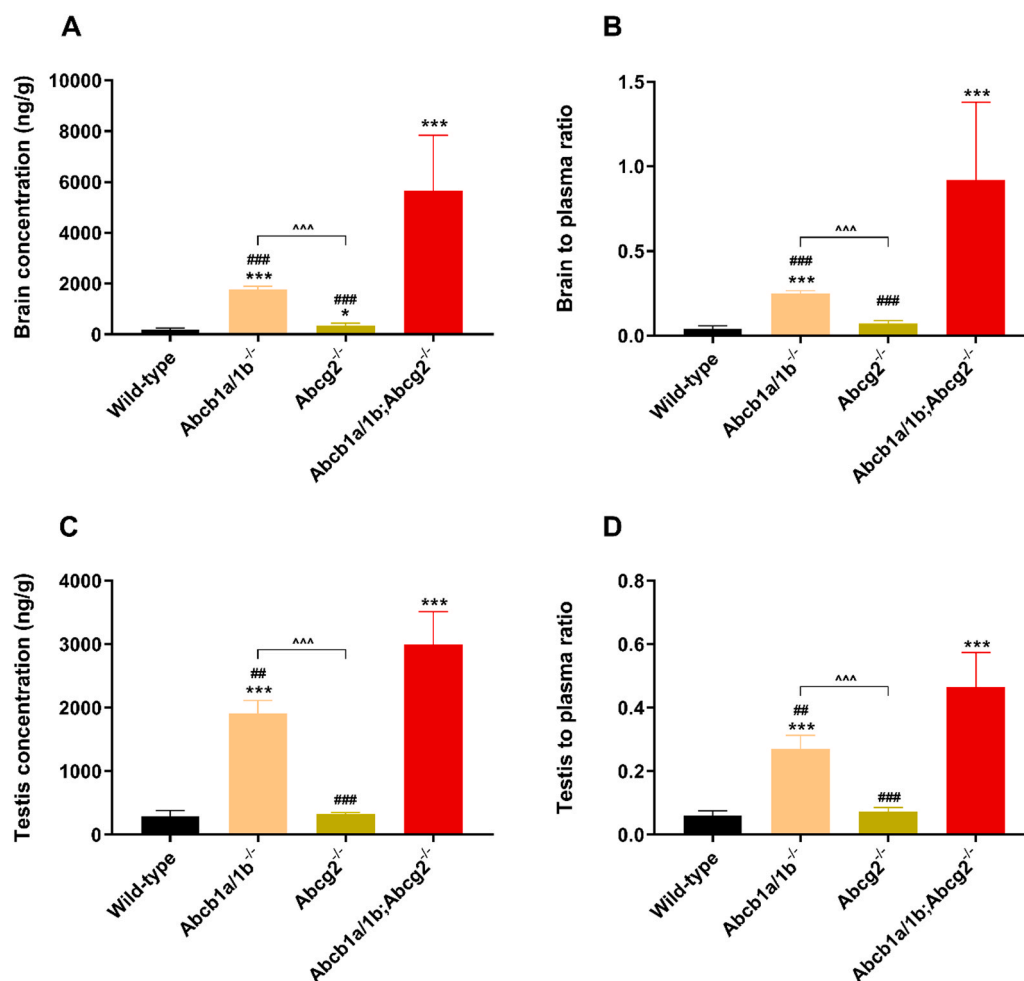 A
Brain concentration (ng/g)
10000
8000
6000
4000
2000
0
***
^^^
###
***
###
*
Wild-type
Abcb1a/1b-/-
Abcg2-/-
Abcb1a/1b;Abcg2-/-
B
Brain to plasma ratio
1.5
1.0
0.5
0.0
***
^^^
###
***
###
Wild-type
Abcb1a/1b-/-
Abcg2-/-
Abcb1a/1b;Abcg2-/-
C
Testis concentration (ng/g)
4000
3000
2000
1000
0
***
^^^
##
***
###
Wild-type
Abcb1a/1b-/-
Abcg2-/-
Abcb1a/1b;Abcg2-/-
D
Testis to plasma ratio
0.8
0.6
0.4
0.2
0.0
***
^^^
##
***
###
Wild-type
Abcb1a/1b-/-
Abcg2-/-
Abcb1a/1b;Abcg2-/-